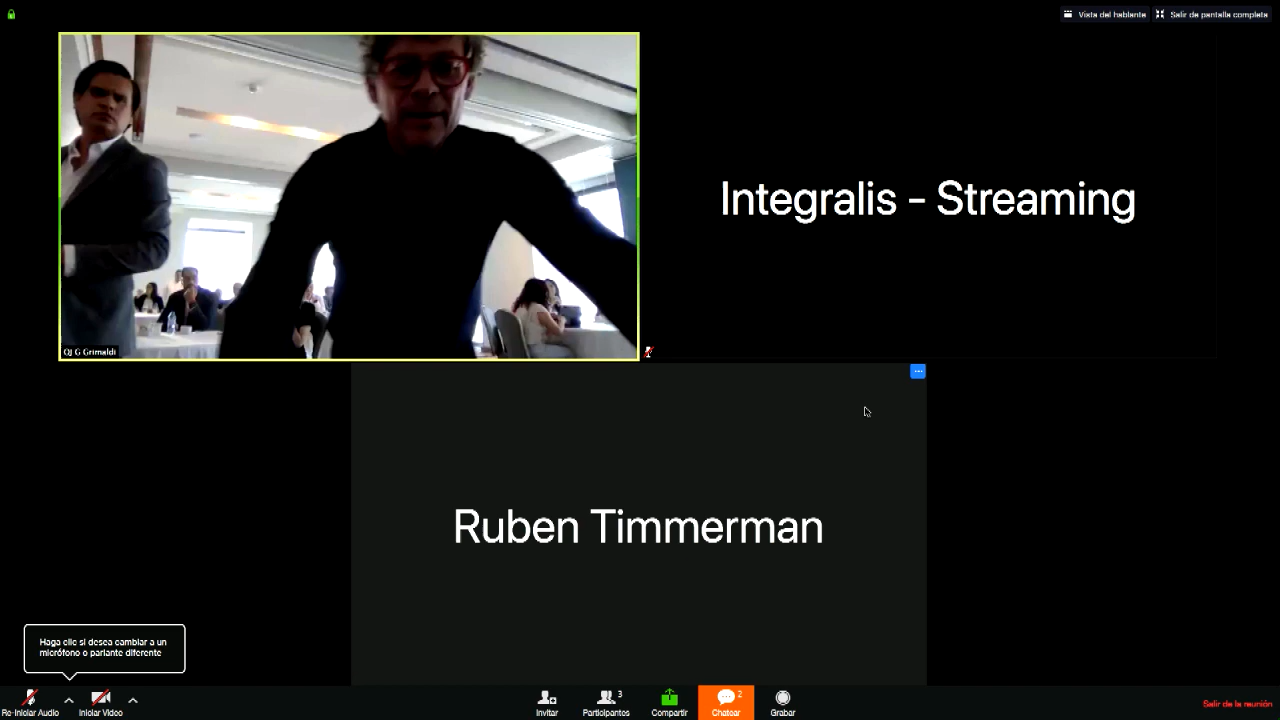 Vista del hablante
Salir de pantalla completa
QJ G Grimaldi
Integralis - Streaming
Ruben Timmerman
Haga clic si desea cambiar a un
micrófono o parlante diferente
Re-Iniciar Audio
Iniciar Video
Invitar
3
Participantes
Compartir
2
Chatear
Grabar
Salir de la reunión